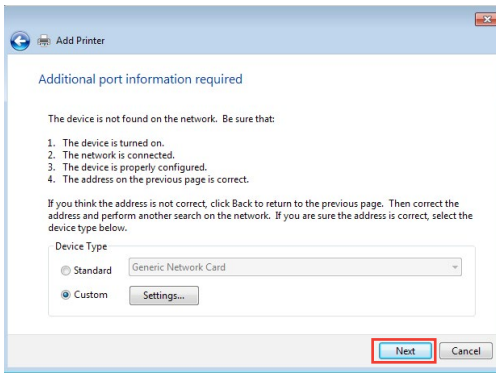 Add Printer
Additional port information required
The device is not found on the network. Be sure that:
1. The device is turned on.
2. The network is connected.
3. The device is properly configured.
4. The address on the previous page is correct.
If you think the address is not correct, click Back to return to the previous page. Then correct the
address and perform another search on the network. If you are sure the address is correct, select the
device type below.
Device Type
Standard
Generic Network Card
Custom
Settings...
Next
Cancel